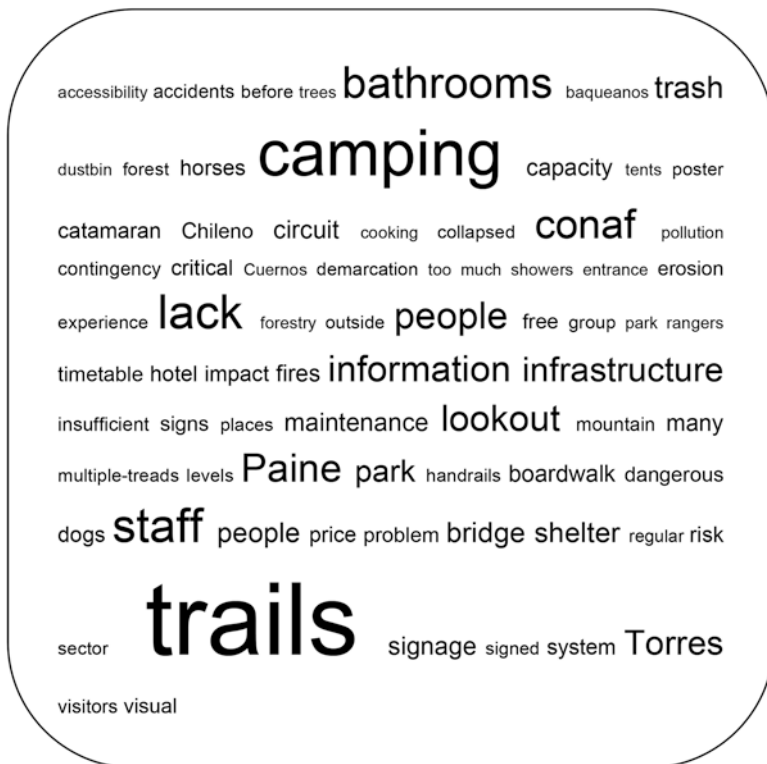 accessibility accidents before trees bathrooms baqueanos trash
dustbin forest horses camping capacity tents poster
catamaran Chileno circuit cooking collapsed conaf pollution
contingency critical Cuernos demarcation too much showers entrance erosion
experience lack forestry outside people free group park rangers
timetable hotel impact fires information infrastructure
insufficient signs places maintenance lookout mountain many
multiple-treads levels Paine park handrails boardwalk dangerous
dogs staff people price problem bridge shelter regular risk
sector trails signage signed system Torres
visitors visual